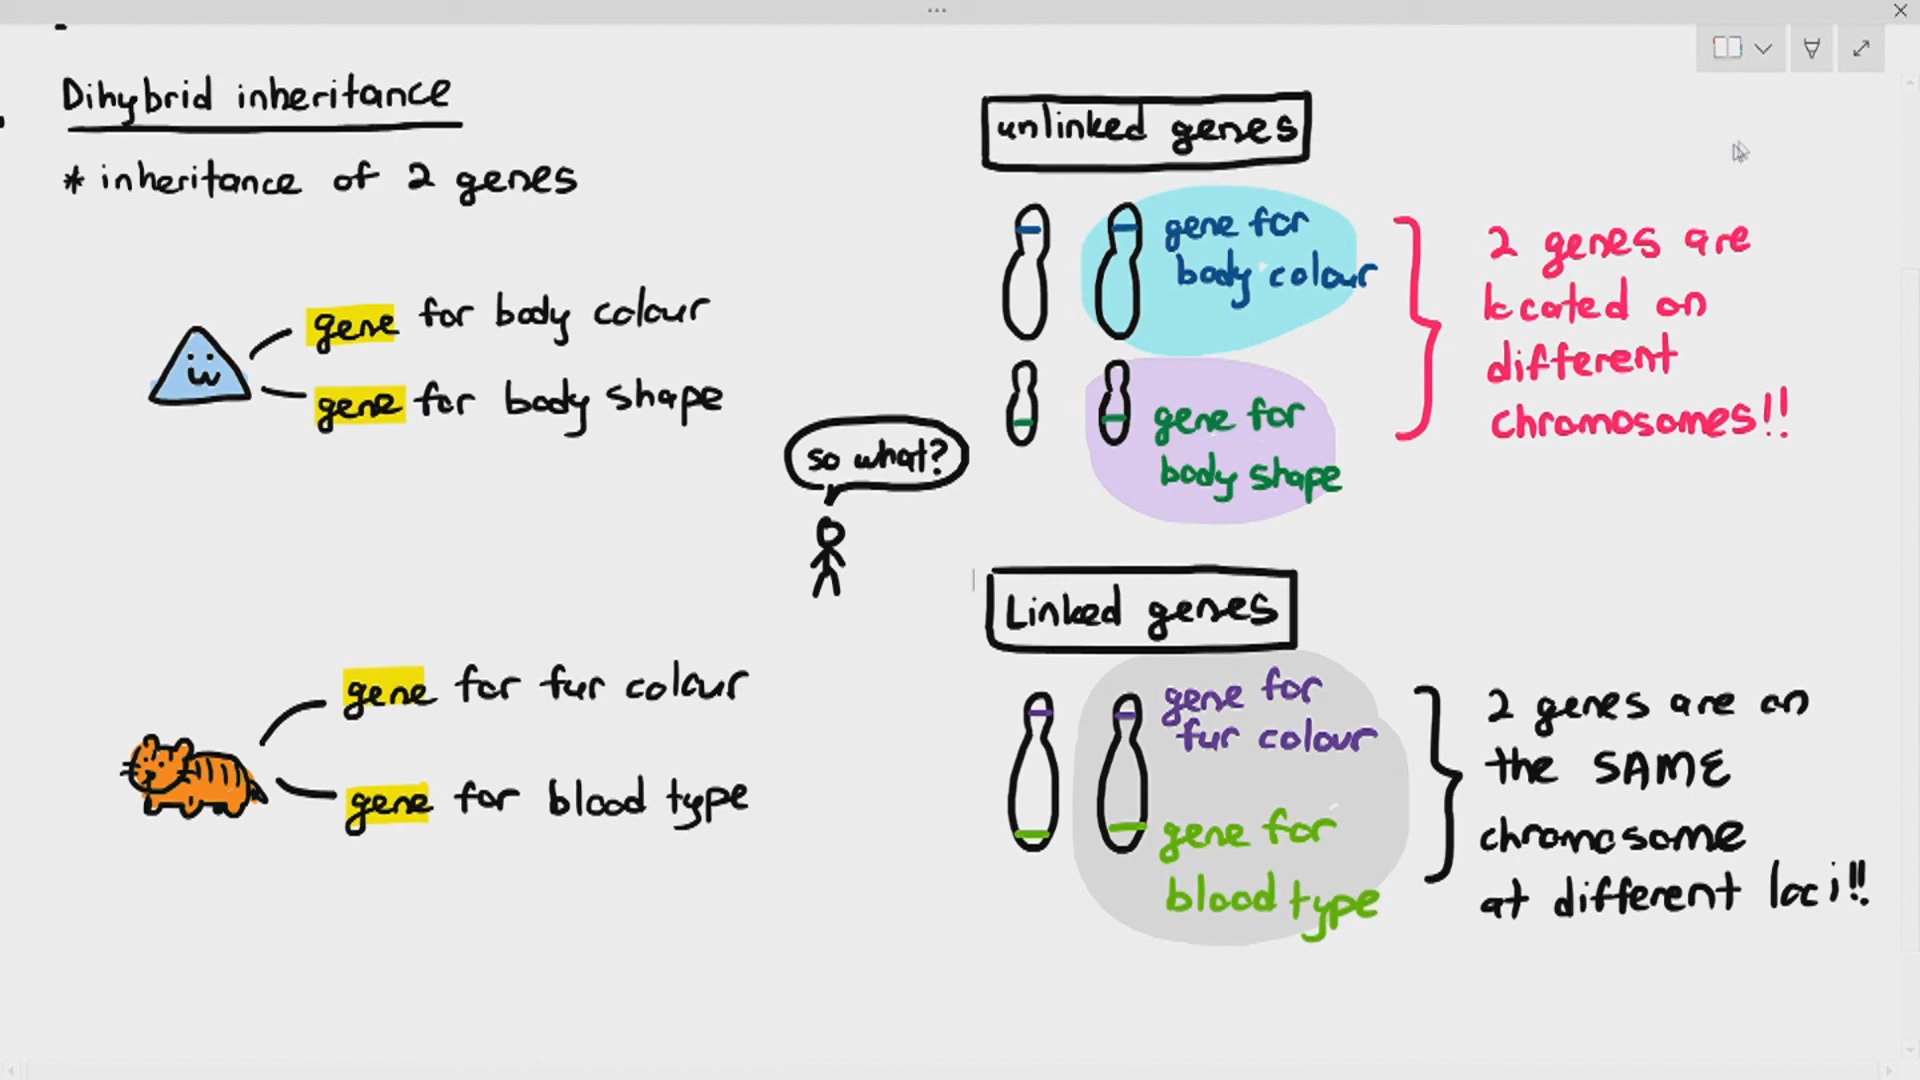 Dihybrid inheritance
* inheritance of 2 genes
gene for body colour
gene for body shape
so what?
gene for fur colour
gene for blood type
unlinked genes
gene for
body colour
gene for
body shape
2 genes are
located on
different
chromosomes!!
Linked genes
gene for
fur colour
gene for
blood type
2 genes are on
the SAME
chromosome
at different loci!!